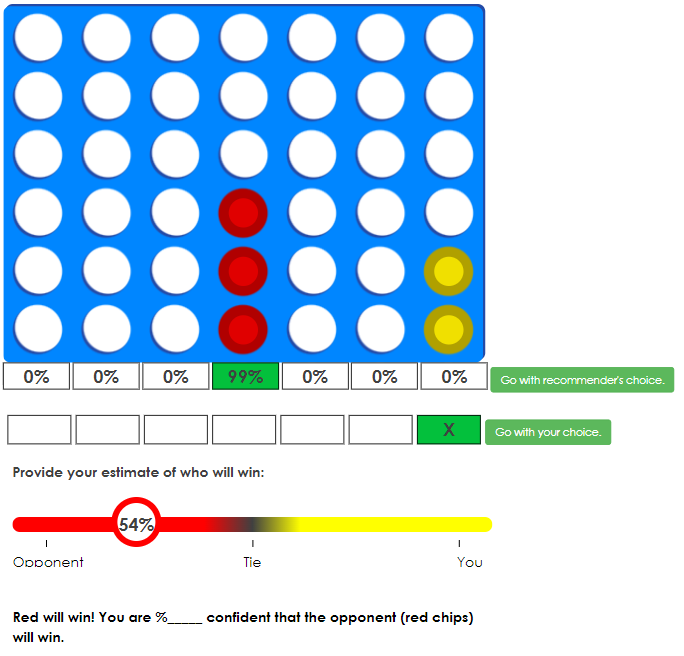 0% 0% 0% 99% 0% 0% 0% Go with recommender's choice.
X Go with your choice.
Provide your estimate of who will win:
54%
Opponent Tie You
Red will win! You are %_____ confident that the opponent (red chips)
will win.